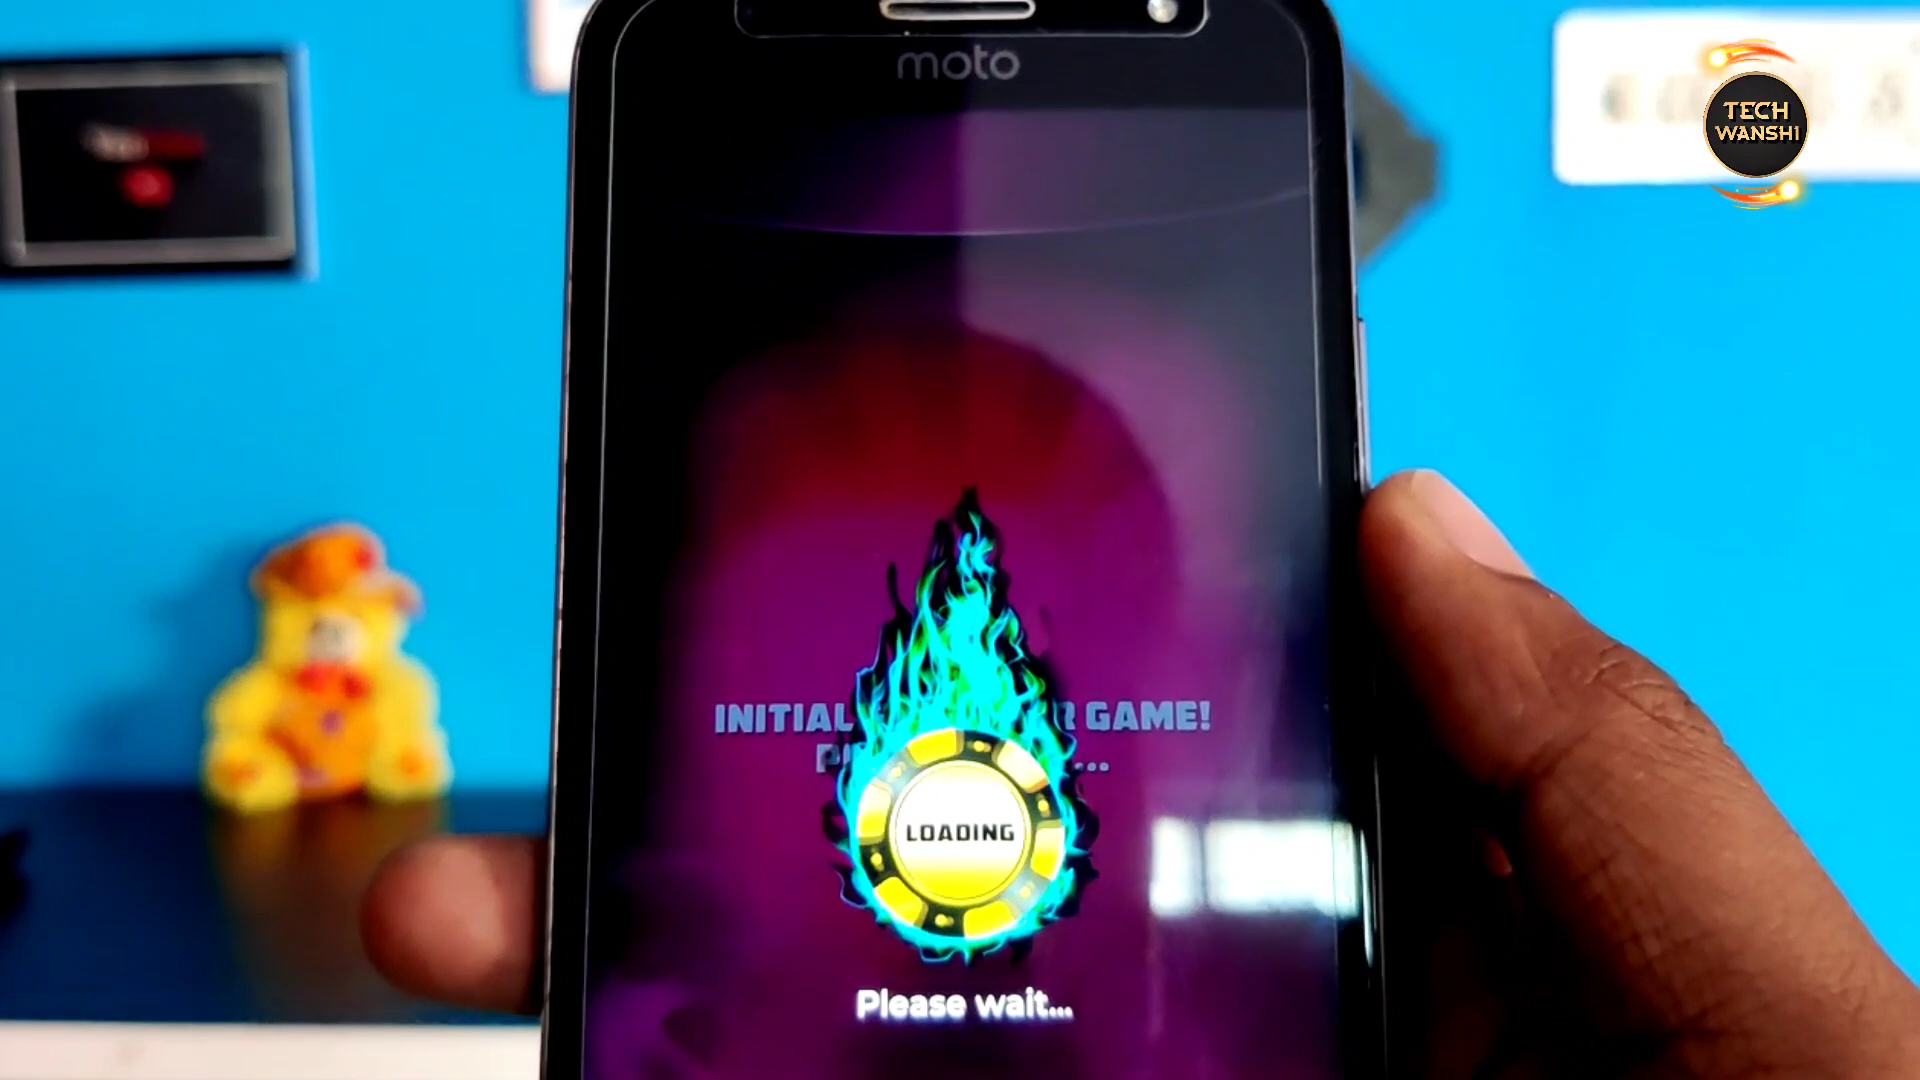 moto
TECH
WANSHI
INITIAL R GAME!
...
LOADING
Please wait...